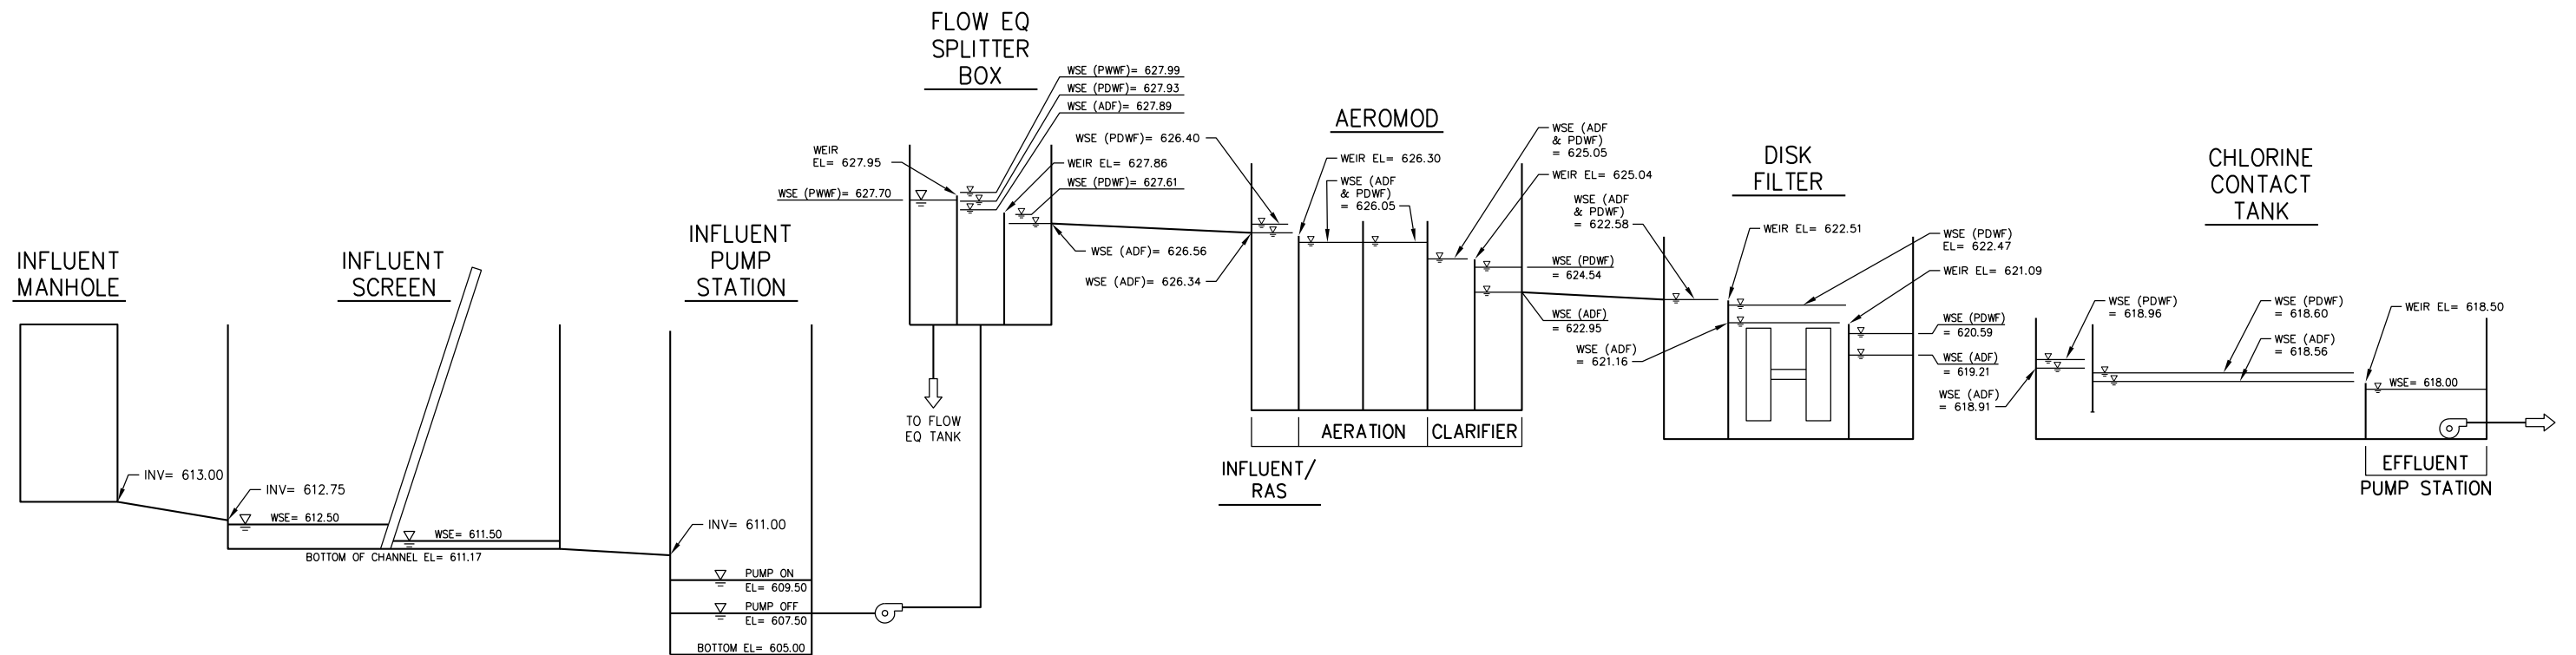 INFLUENT
MANHOLE
INV= 613.00
INFLUENT
SCREEN
INV= 612.75
WSE= 612.50
WSE= 611.50
BOTTOM OF CHANNEL EL= 611.17
INFLUENT
PUMP
STATION
INV= 611.00
PUMP ON
EL= 609.50
PUMP OFF
EL= 607.50
BOTTOM EL= 605.00
FLOW EQ
SPLITTER
BOX
WSE (PWWF)= 627.99
WSE (PDWF)= 627.93
WSE (ADF)= 627.89
WEIR
EL= 627.95
WSE (PWWF)= 627.70
WEIR EL= 627.86
WSE (PDWF)= 627.61
WSE (ADF)= 626.56
TO FLOW
EQ TANK
WSE (PDWF)= 626.40
WSE (ADF)= 626.34
AEROMOD
WEIR EL= 626.30
WSE (ADF
& PDWF)
= 626.05
WSE (ADF
& PDWF)
= 625.05
WEIR EL= 625.04
WSE (PDWF)
= 624.54
WSE (ADF)
= 622.95
AERATION
CLARIFIER
INFLUENT/
RAS
DISK
FILTER
WSE (ADF
& PDWF)
= 622.58
WEIR EL= 622.51
WSE (PDWF)
EL= 622.47
WEIR EL= 621.09
WSE (ADF)
= 621.16
WSE (PDWF)
= 620.59
WSE (ADF)
= 619.21
CHLORINE
CONTACT
TANK
WSE (PDWF)
= 618.96
WSE (ADF)
= 618.91
WSE (PDWF)
= 618.60
WSE (ADF)
= 618.56
WEIR EL= 618.50
WSE= 618.00
EFFLUENT
PUMP STATION